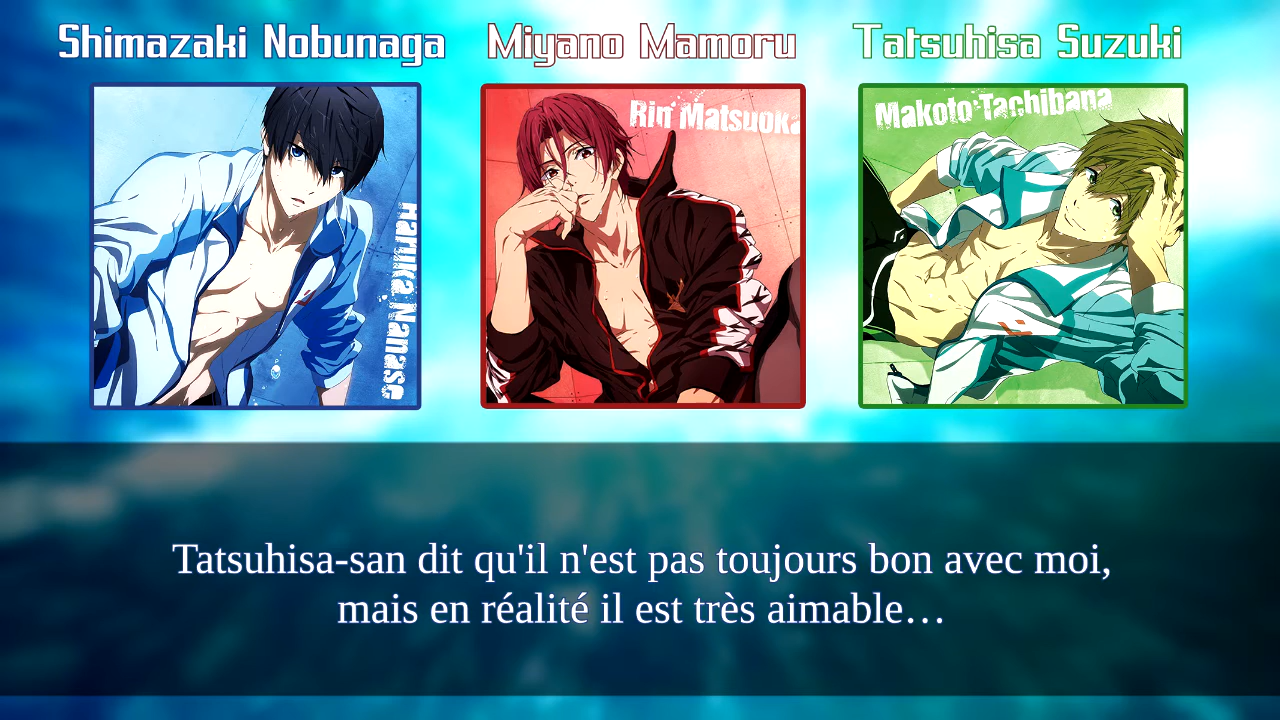 Shimazaki Nobunaga
Miyano Mamoru
Tatsuhisa Suzuki
Haruka Nanase
Rin Matsuoka
Makoto Tachibana
Tatsuhisa-san dit qu'il n'est pas toujours bon avec moi,
mais en réalité il est très aimable…